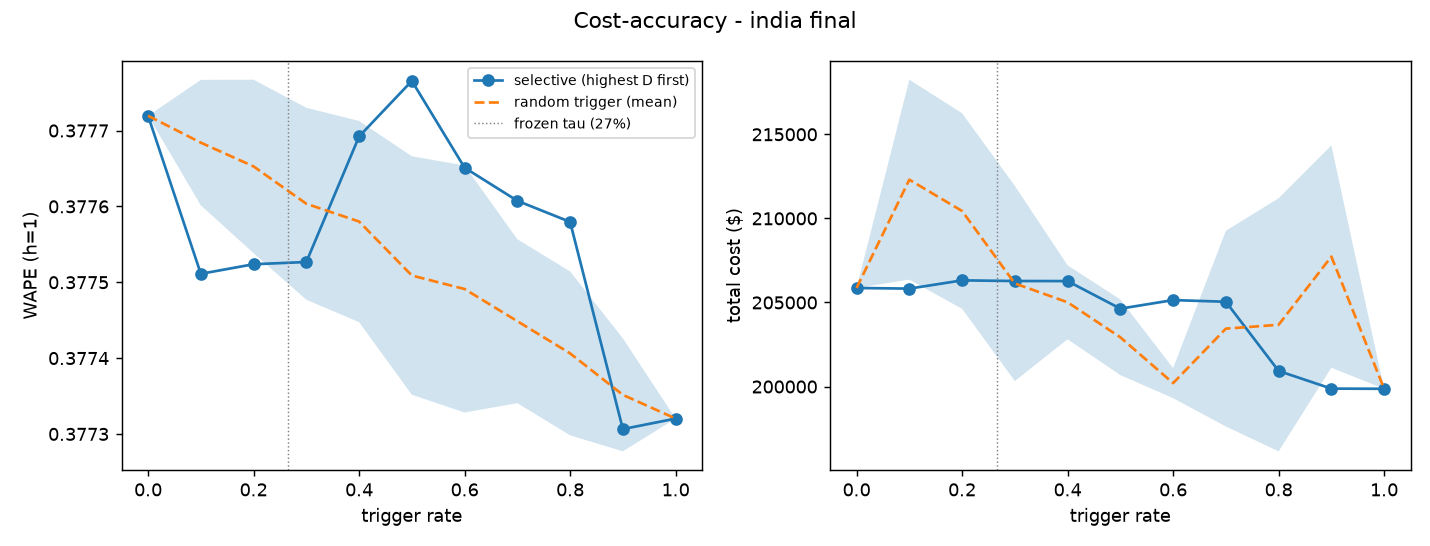 Cost-accuracy - india final
WAPE (h=1)
0.3777
0.3776
0.3775
0.3774
0.3773
selective (highest D first)
random trigger (mean)
frozen tau (27%)
0.0 0.2 0.4 0.6 0.8 1.0
trigger rate
total cost ($)
215000
210000
205000
200000
0.0 0.2 0.4 0.6 0.8 1.0
trigger rate